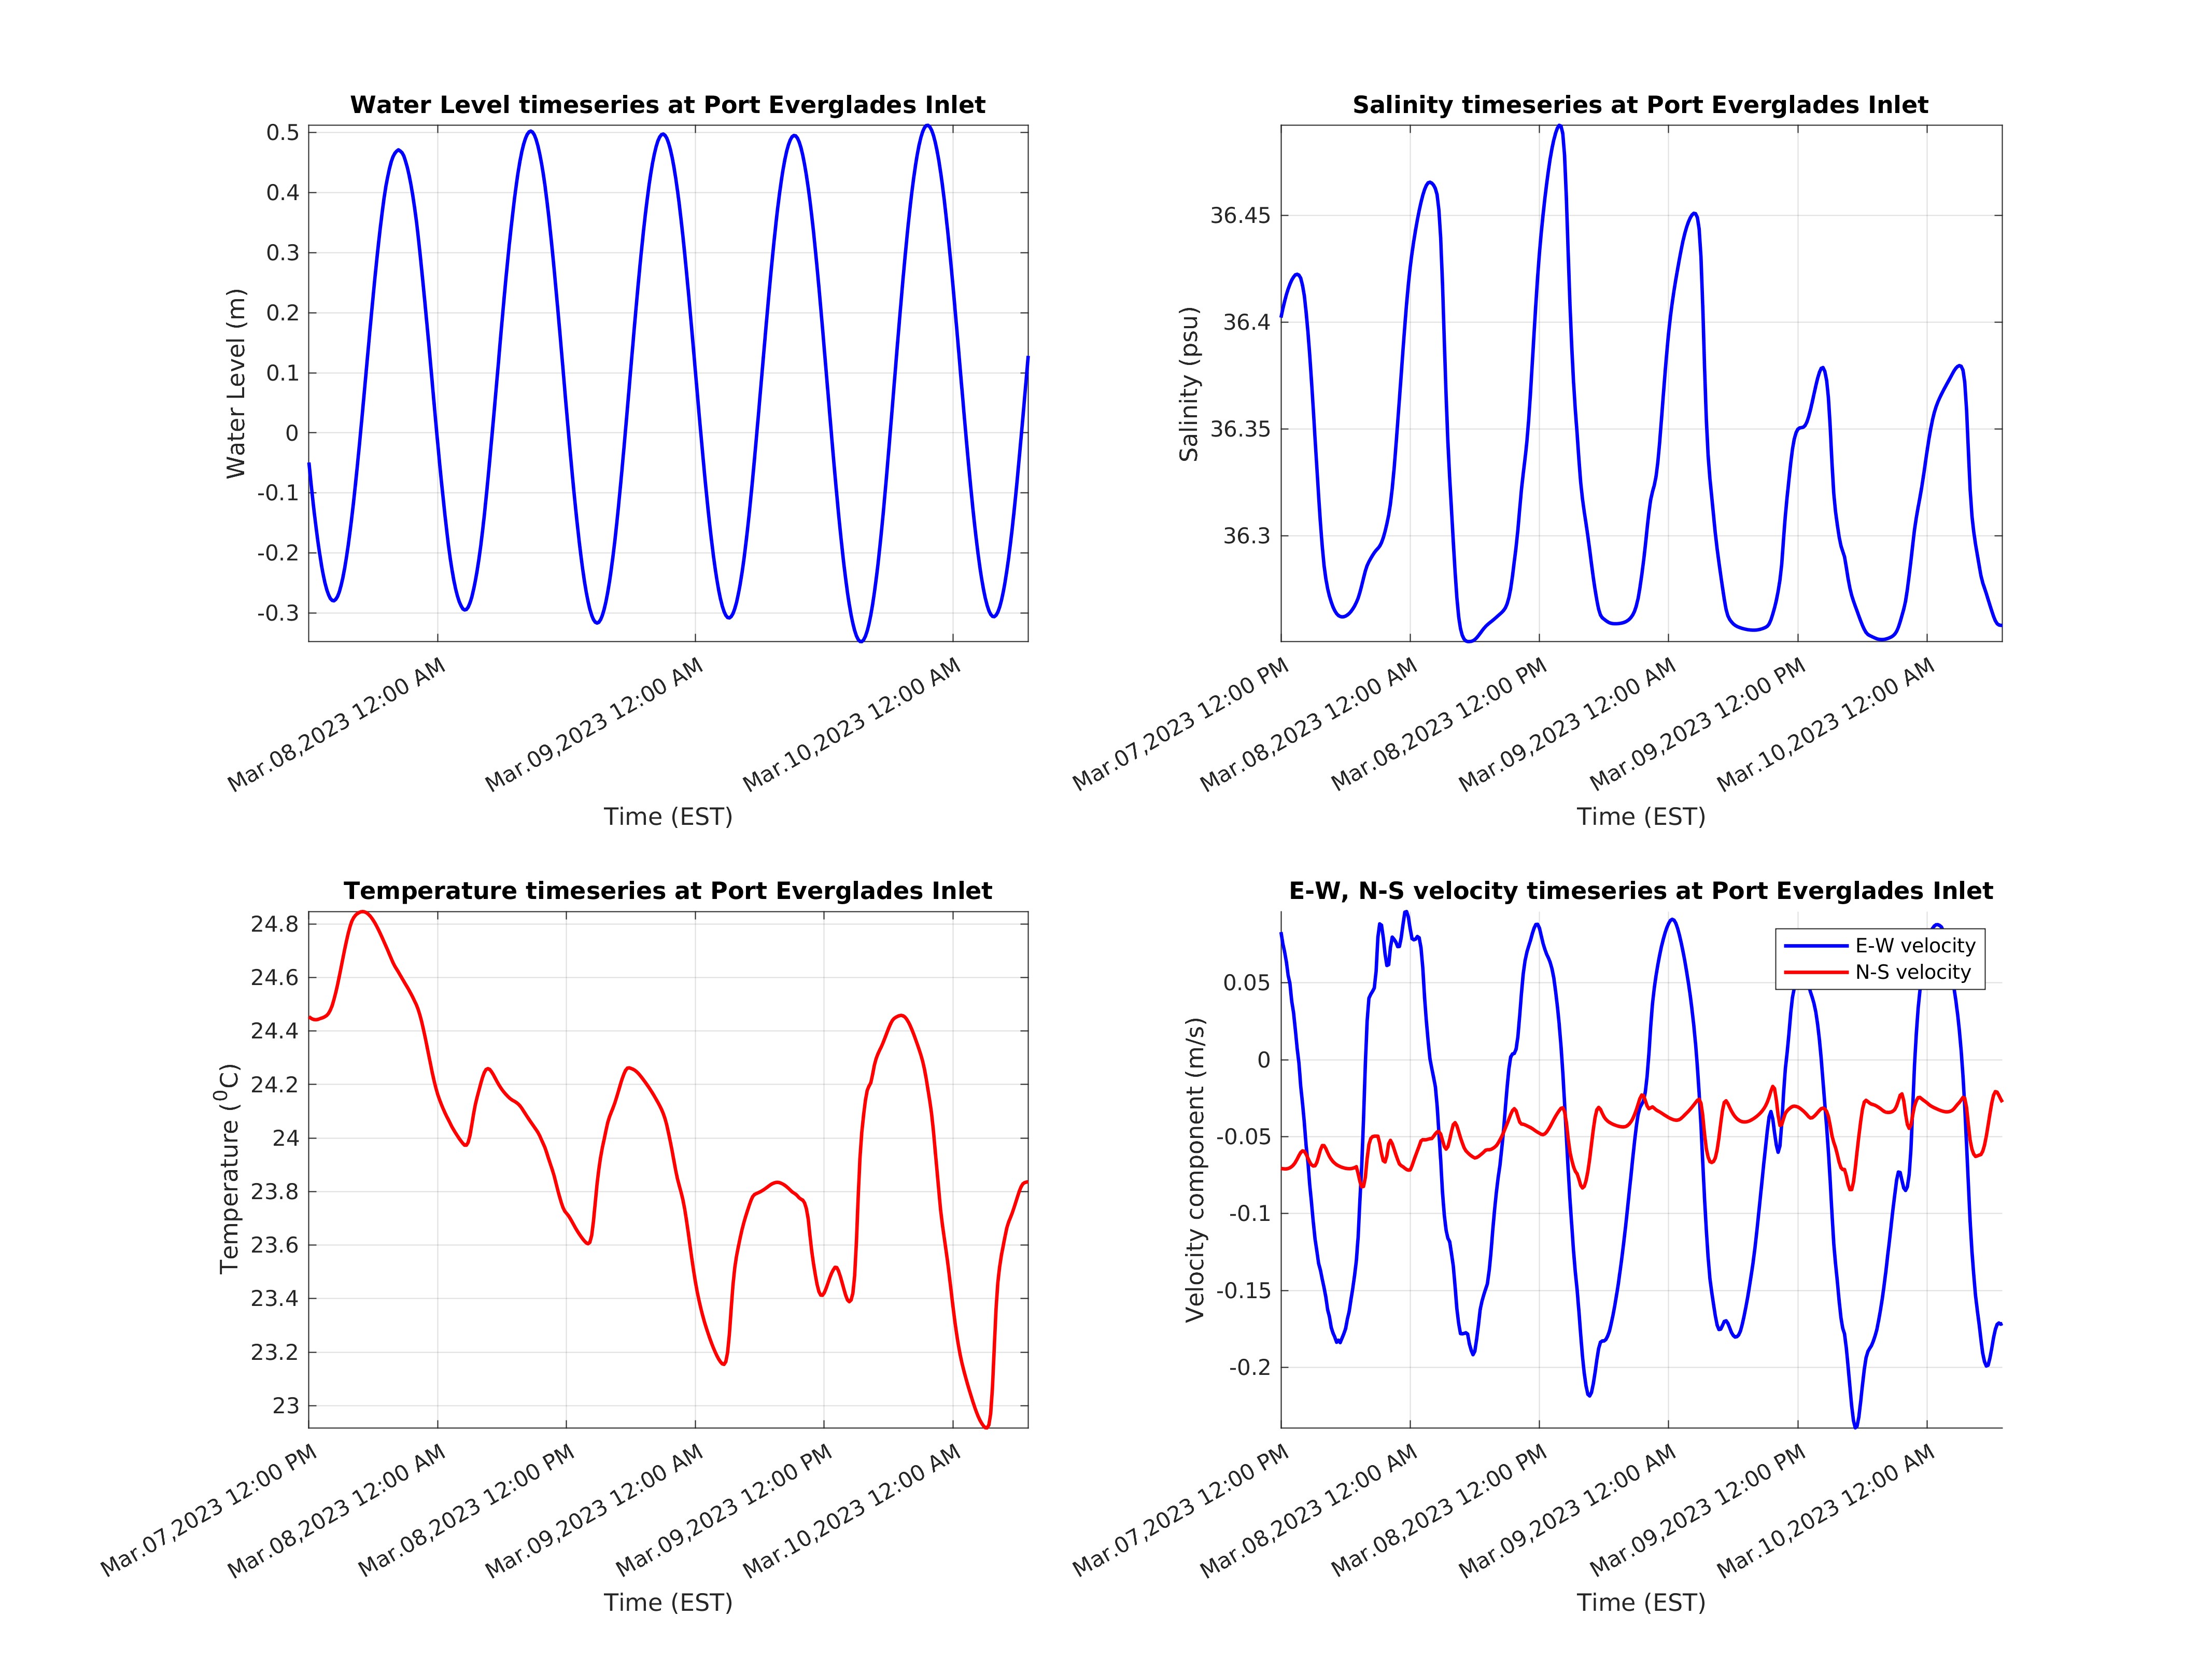 Water Level timeseries at Port Everglades Inlet
0.5
0.4
0.3
0.2
0.1
0
-0.1
-0.2
-0.3
Water Level (m)
Mar.08,2023 12:00 AM
Mar.09,2023 12:00 AM
Mar.10,2023 12:00 AM
Time (EST)
Salinity timeseries at Port Everglades Inlet
36.45
36.4
36.35
36.3
Salinity (psu)
Mar.07,2023 12:00 PM
Mar.08,2023 12:00 AM
Mar.08,2023 12:00 PM
Mar.09,2023 12:00 AM
Mar.09,2023 12:00 PM
Mar.10,2023 12:00 AM
Time (EST)
Temperature timeseries at Port Everglades Inlet
24.8
24.6
24.4
24.2
24
23.8
23.6
23.4
23.2
23
Temperature (⁰C)
Mar.07,2023 12:00 PM
Mar.08,2023 12:00 AM
Mar.08,2023 12:00 PM
Mar.09,2023 12:00 AM
Mar.09,2023 12:00 PM
Mar.10,2023 12:00 AM
Time (EST)
E-W, N-S velocity timeseries at Port Everglades Inlet
E-W velocity
N-S velocity
0.05
0
-0.05
-0.1
-0.15
-0.2
Velocity component (m/s)
Mar.07,2023 12:00 PM
Mar.08,2023 12:00 AM
Mar.08,2023 12:00 PM
Mar.09,2023 12:00 AM
Mar.09,2023 12:00 PM
Mar.10,2023 12:00 AM
Time (EST)